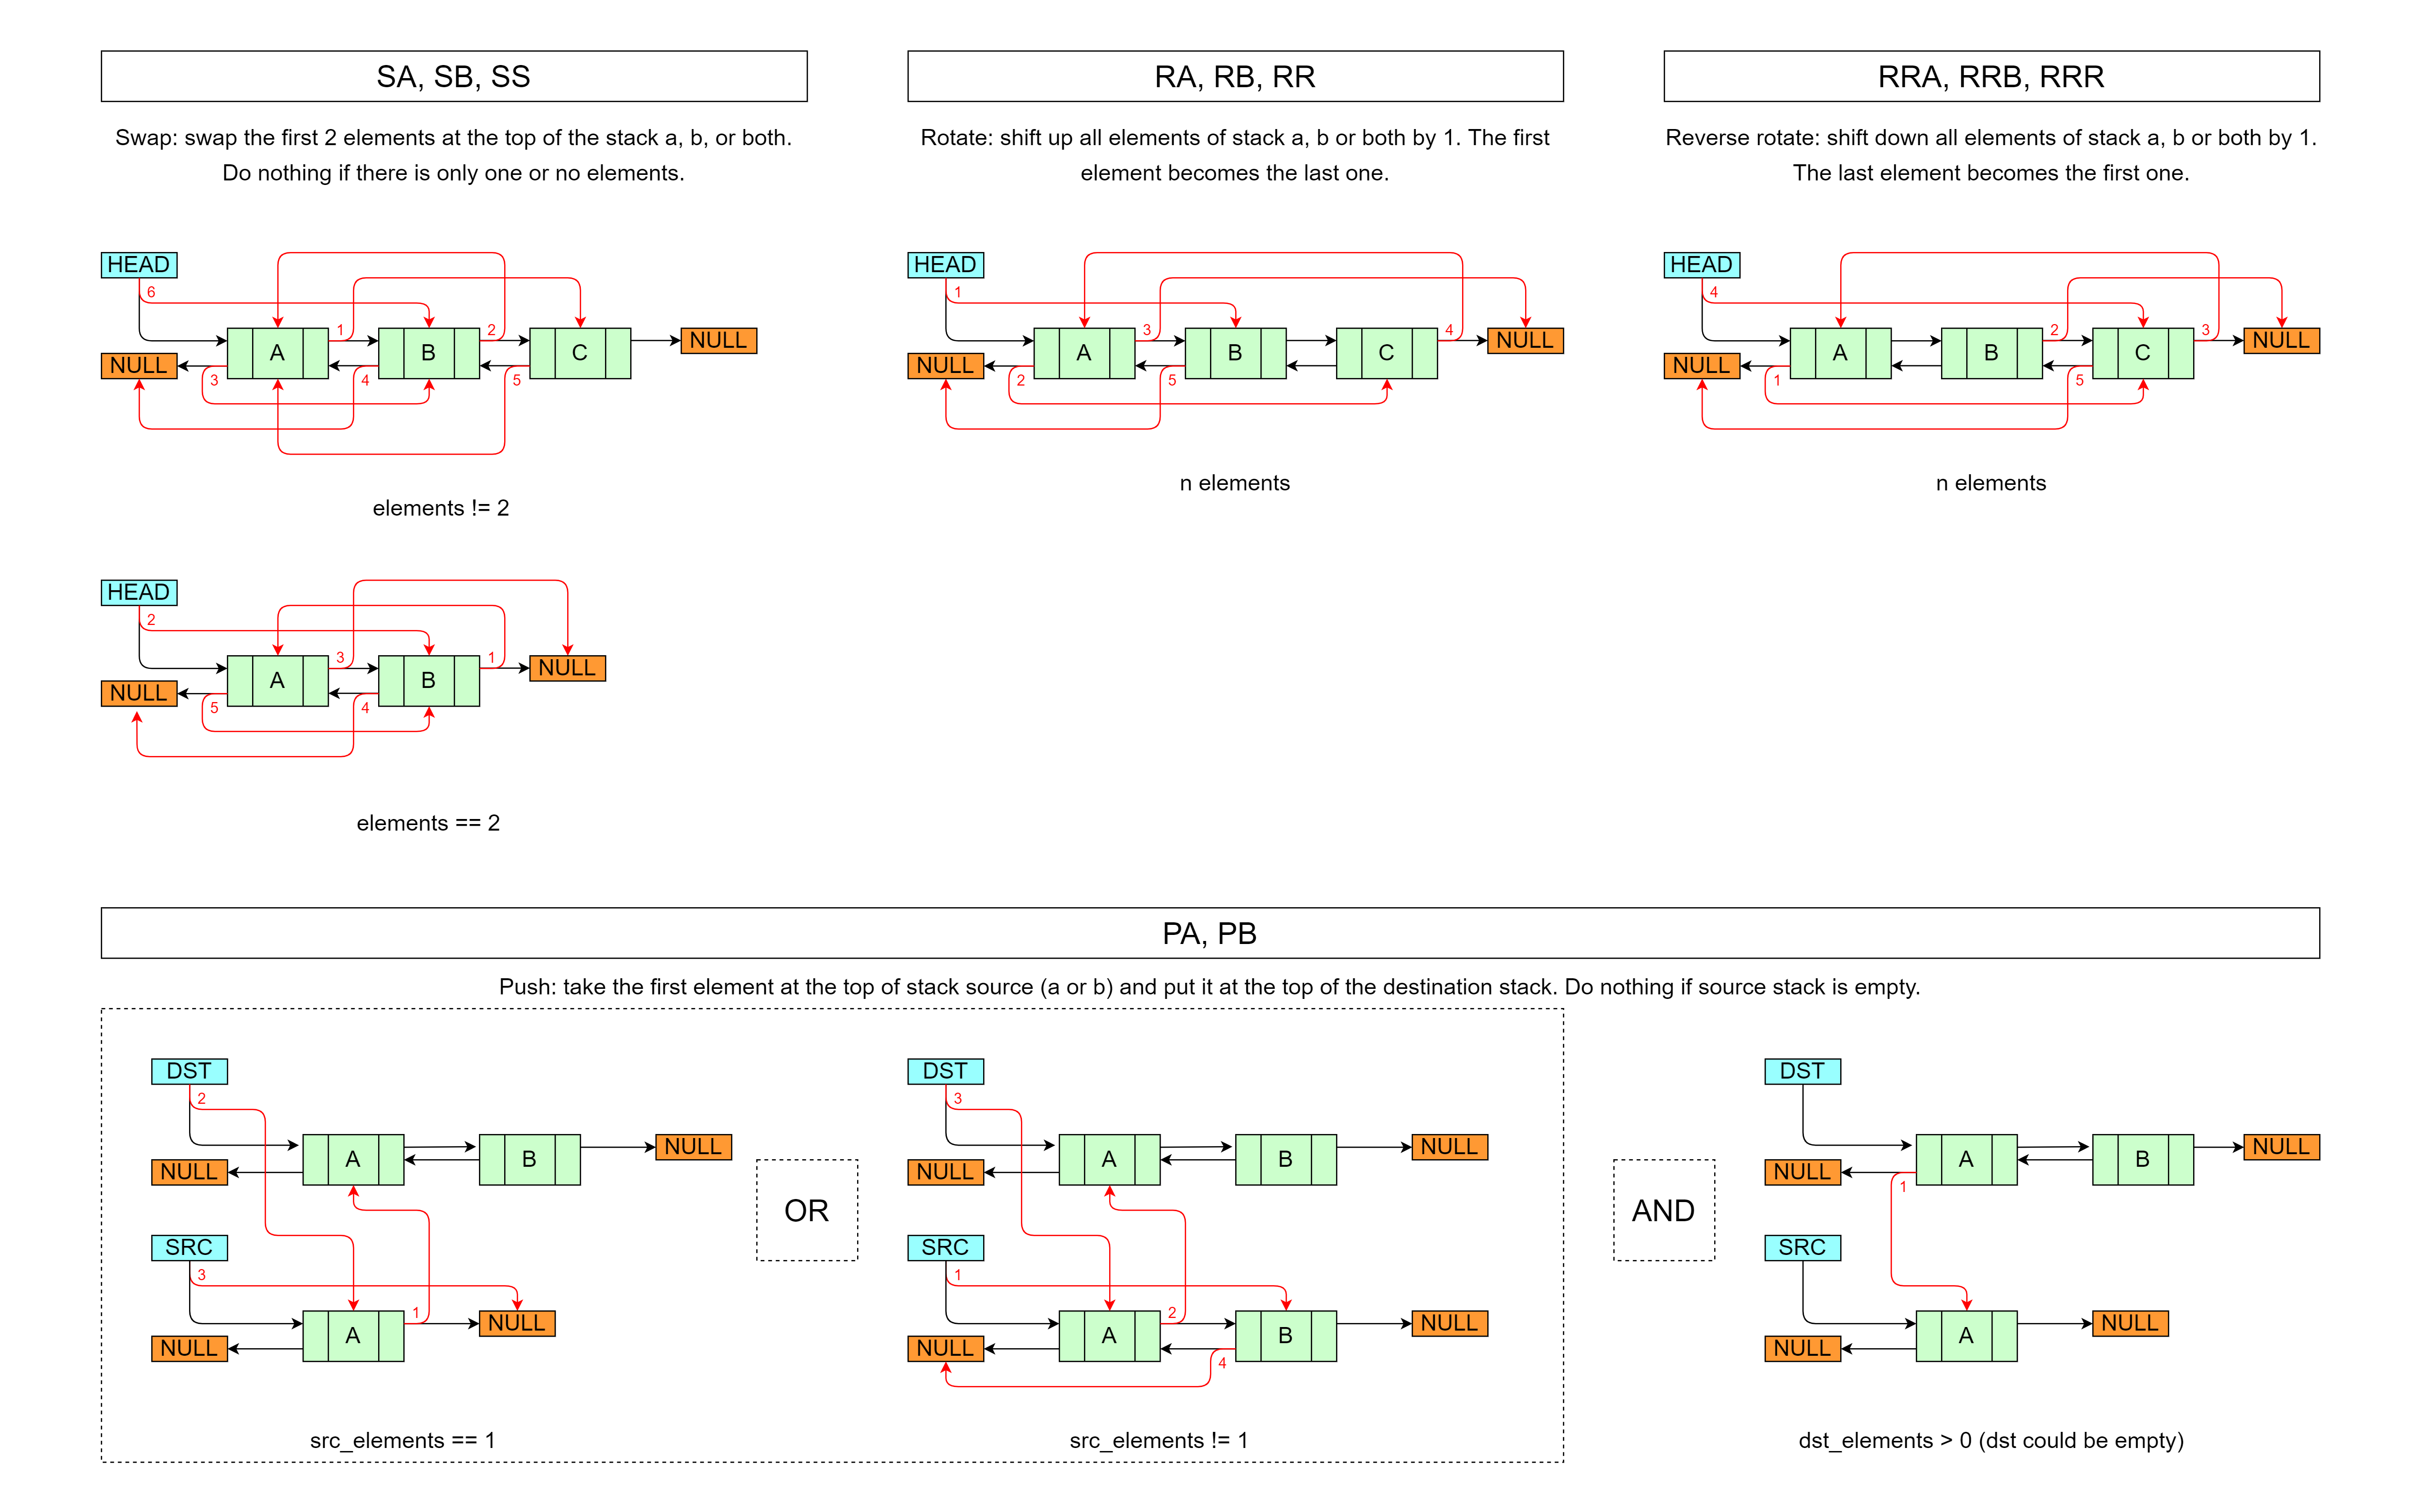 SA, SB, SS
Swap: swap the first 2 elements at the top of the stack a, b, or both.
Do nothing if there is only one or no elements.
HEAD
6
1
2
A
B
C
NULL
NULL
3
4
5
elements != 2
HEAD
2
3
1
A
B
NULL
NULL
5
4
elements == 2
RA, RB, RR
Rotate: shift up all elements of stack a, b or both by 1. The first
element becomes the last one.
HEAD
1
3
4
A
B
C
NULL
NULL
2
5
n elements
RRA, RRB, RRR
Reverse rotate: shift down all elements of stack a, b or both by 1.
The last element becomes the first one.
HEAD
4
2
3
A
B
C
NULL
NULL
1
5
n elements
PA, PB
Push: take the first element at the top of stack source (a or b) and put it at the top of the destination stack. Do nothing if source stack is empty.
DST
2
A
B
NULL
NULL
SRC
3
1
A
NULL
NULL
src_elements == 1
OR
DST
3
A
B
NULL
NULL
SRC
1
2
A
B
NULL
NULL
4
src_elements != 1
AND
DST
A
B
NULL
NULL
1
SRC
A
NULL
NULL
dst_elements > 0 (dst could be empty)